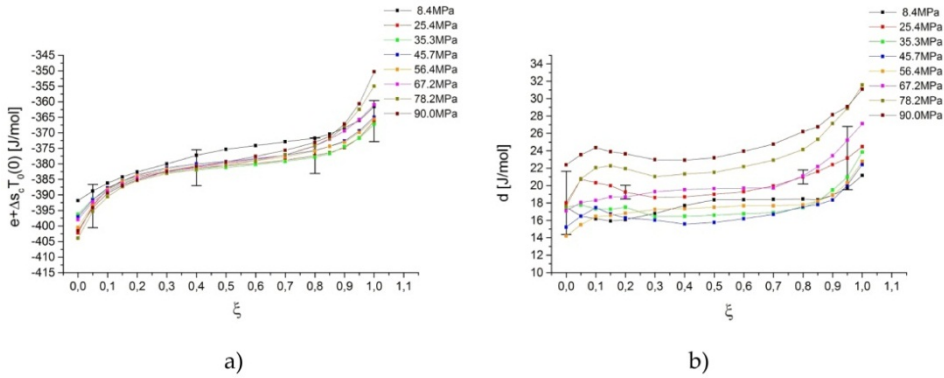 8.4MPa
25.4MPa
35.3MPa
45.7MPa
56.4MPa
67.2MPa
78.2MPa
90.0MPa
e+Δs_cT_o(0) [J/mol]
-345
-350
-355
-360
-365
-370
-375
-380
-385
-390
-395
-400
-405
-410
-415
0,0 0,1 0,2 0,3 0,4 0,5 0,6 0,7 0,8 0,9 1,0 1,1
ξ
a)
8.4MPa
25.4MPa
35.3MPa
45.7MPa
56.4MPa
67.2MPa
78.2MPa
90.0MPa
d [J/mol]
34
32
30
28
26
24
22
20
18
16
14
12
10
0,0 0,1 0,2 0,3 0,4 0,5 0,6 0,7 0,8 0,9 1,0 1,1
ξ
b)